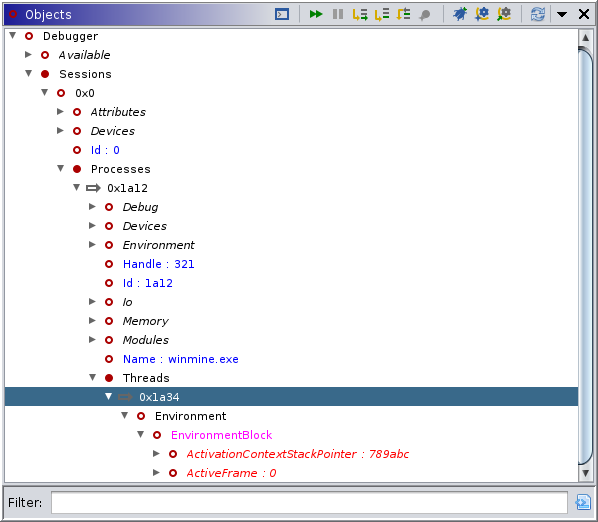 Objects
Debugger
Available
Sessions
0x0
Attributes
Devices
Id : 0
Processes
0x1a12
Debug
Devices
Environment
Handle : 321
Id : 1a12
Io
Memory
Modules
Name : winmine.exe
Threads
0x1a34
Environment
EnvironmentBlock
ActivationContextStackPointer : 789abc
ActiveFrame : 0
Filter: